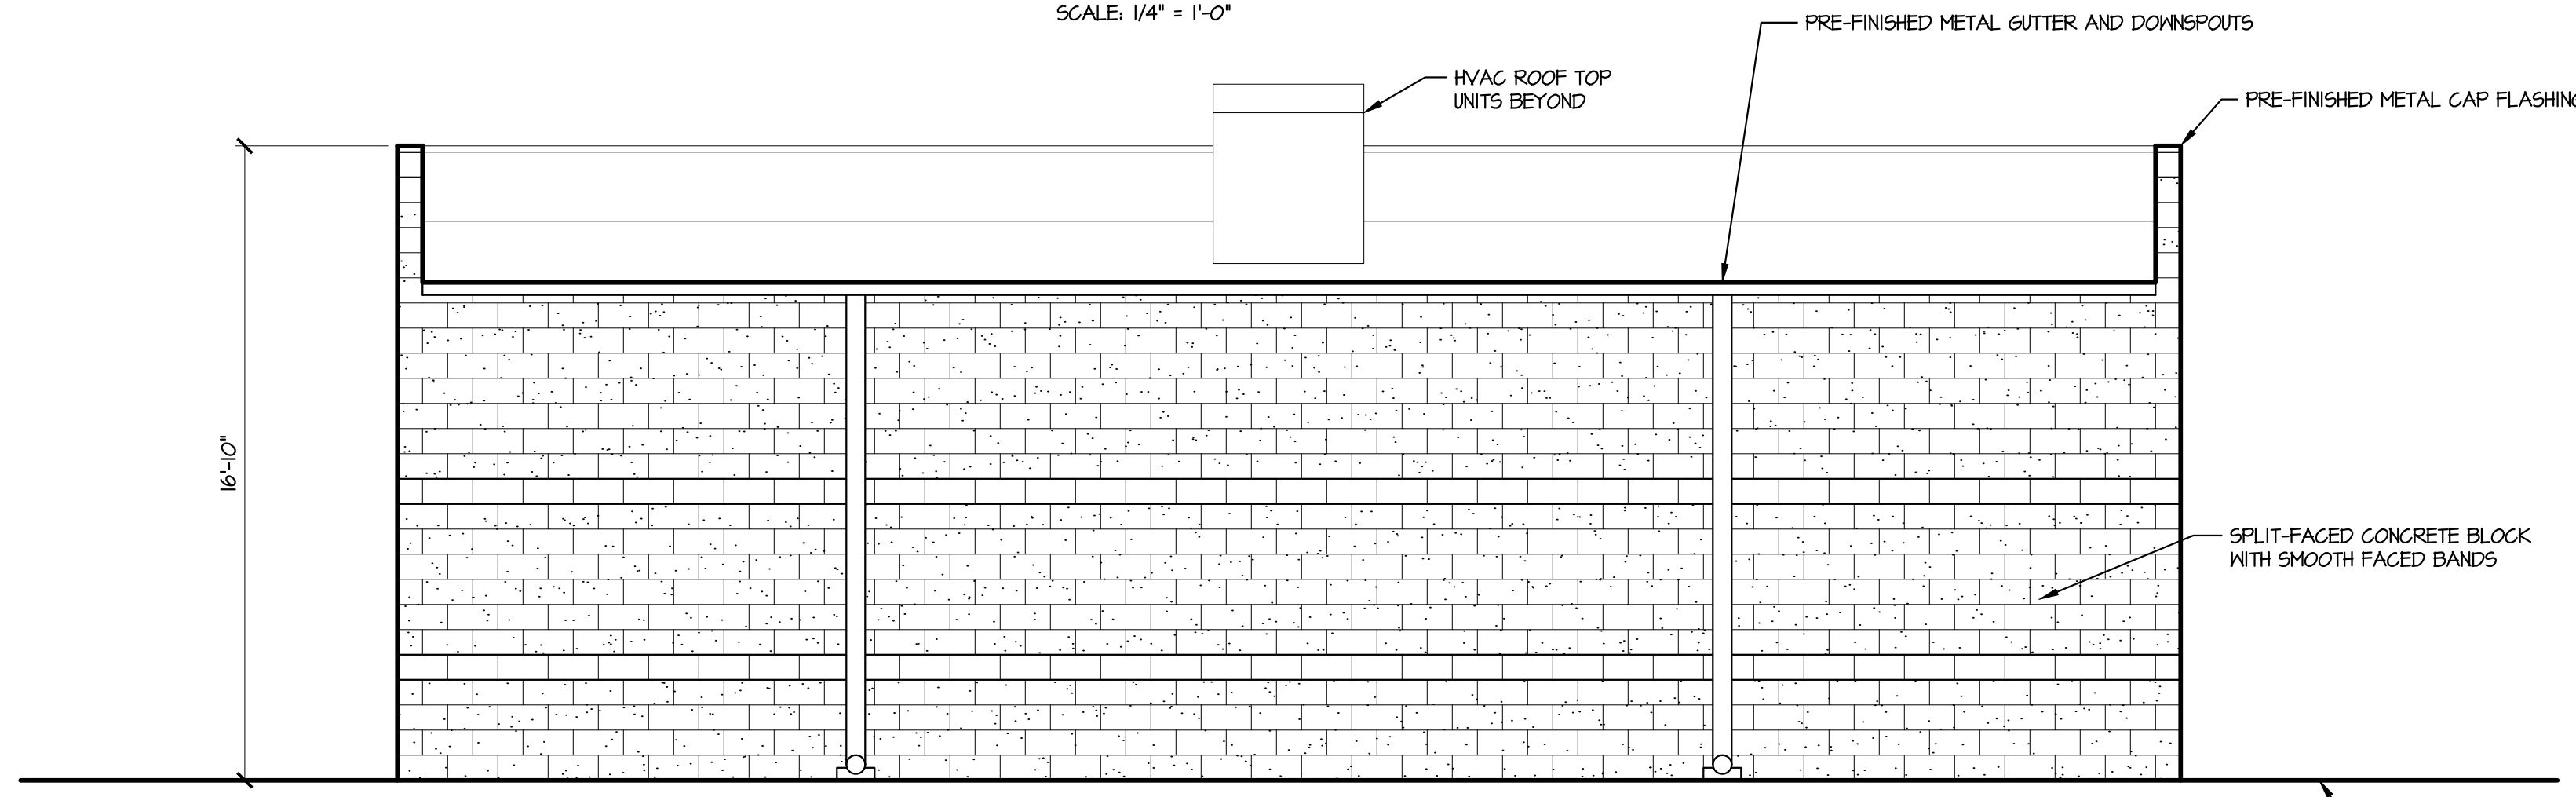 SCALE: 1/4" = 1'-0"
PRE-FINISHED METAL GUTTER AND DOWNSPOUTS
HVAC ROOF TOP
UNITS BEYOND
PRE-FINISHED METAL CAP FLASHING
16'-10"
SPLIT-FACED CONCRETE BLOCK
WITH SMOOTH FACED BANDS